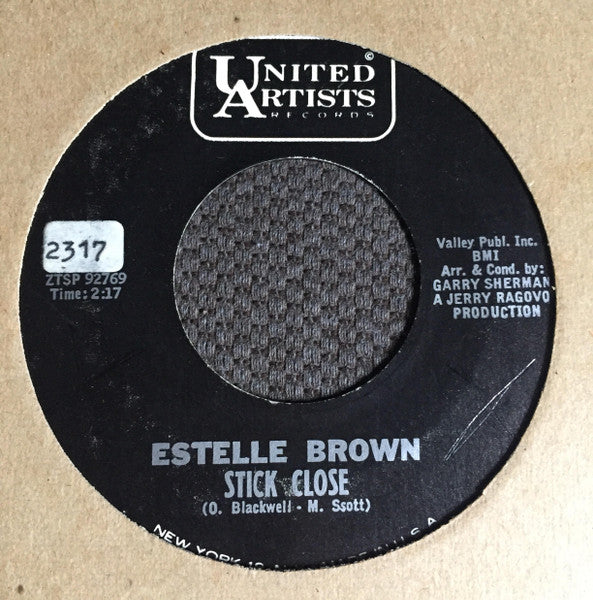 ©
UNITED
ARTISTS
RECORDS
2317
ZTSP 92769
Time: 2:17
Valley Publ. Inc.
BMI
Arr. & Cond. by:
GARRY SHERMAN
A JERRY RAGOVO
PRODUCTION
ESTELLE BROWN
STICK CLOSE
(O. Blackwell - M. Ssott)
NEW YORK 19, U.S.A.